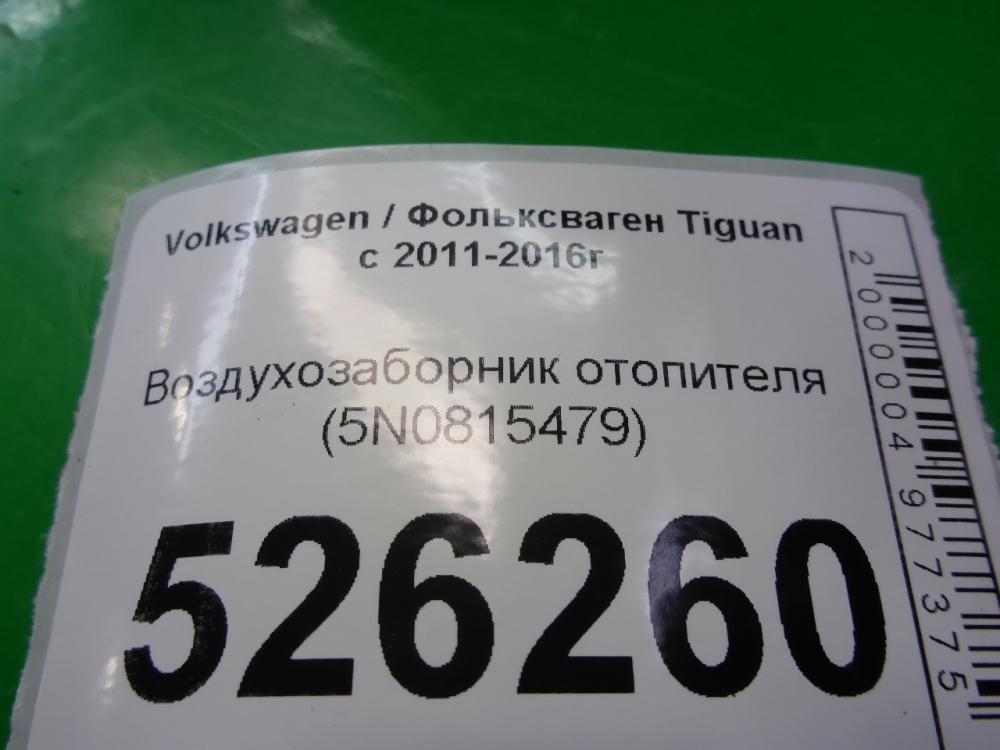 Volkswagen / Фольксваген Tiguan
с 2011-2016г
Воздухозаборник отопителя
(5N0815479)
526260
2000004977375